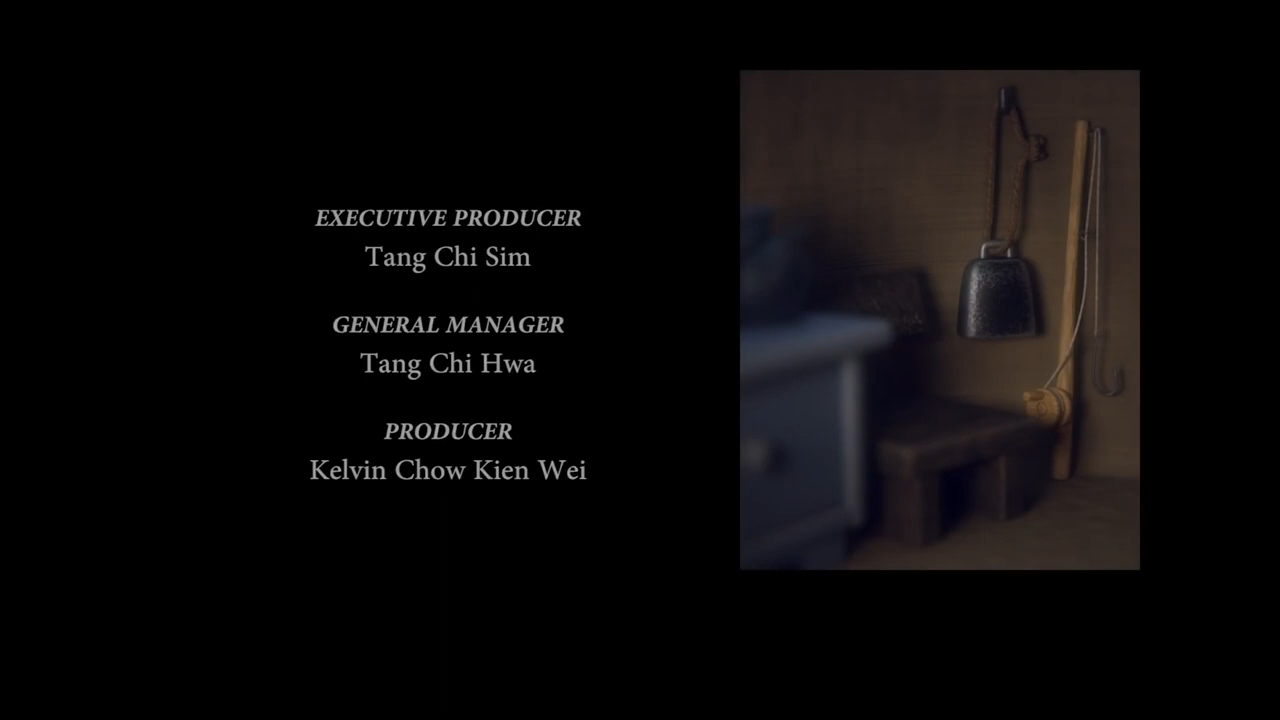 EXECUTIVE PRODUCER
Tang Chi Sim
GENERAL MANAGER
Tang Chi Hwa
PRODUCER
Kelvin Chow Kien Wei